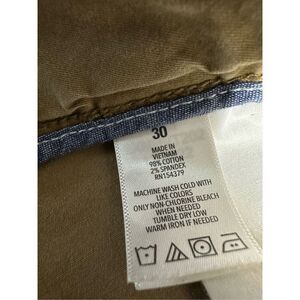 30
MADE IN
VIETNAM
98% COTTON
2% SPANDEX
RN154379
MACHINE WASH COLD WITH
LIKE COLORS
ONLY NON-CHLORINE BLEACH
WHEN NEEDED
TUMBLE DRY LOW
WARM IRON IF NEEDED